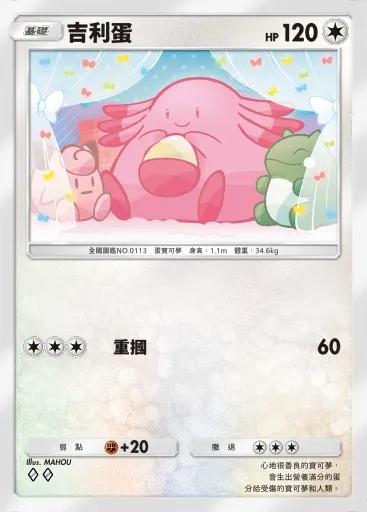 基礎 吉利蛋 HP 120
全國圖鑑NO.0113 蛋寶可夢 身高：1.1m 體重：34.6kg
重摑 60
弱點 +20 撤退
Illus. MAHOU
心地很善良的寶可夢，
會生出營養滿分的蛋
分給受傷的寶可夢和人類。